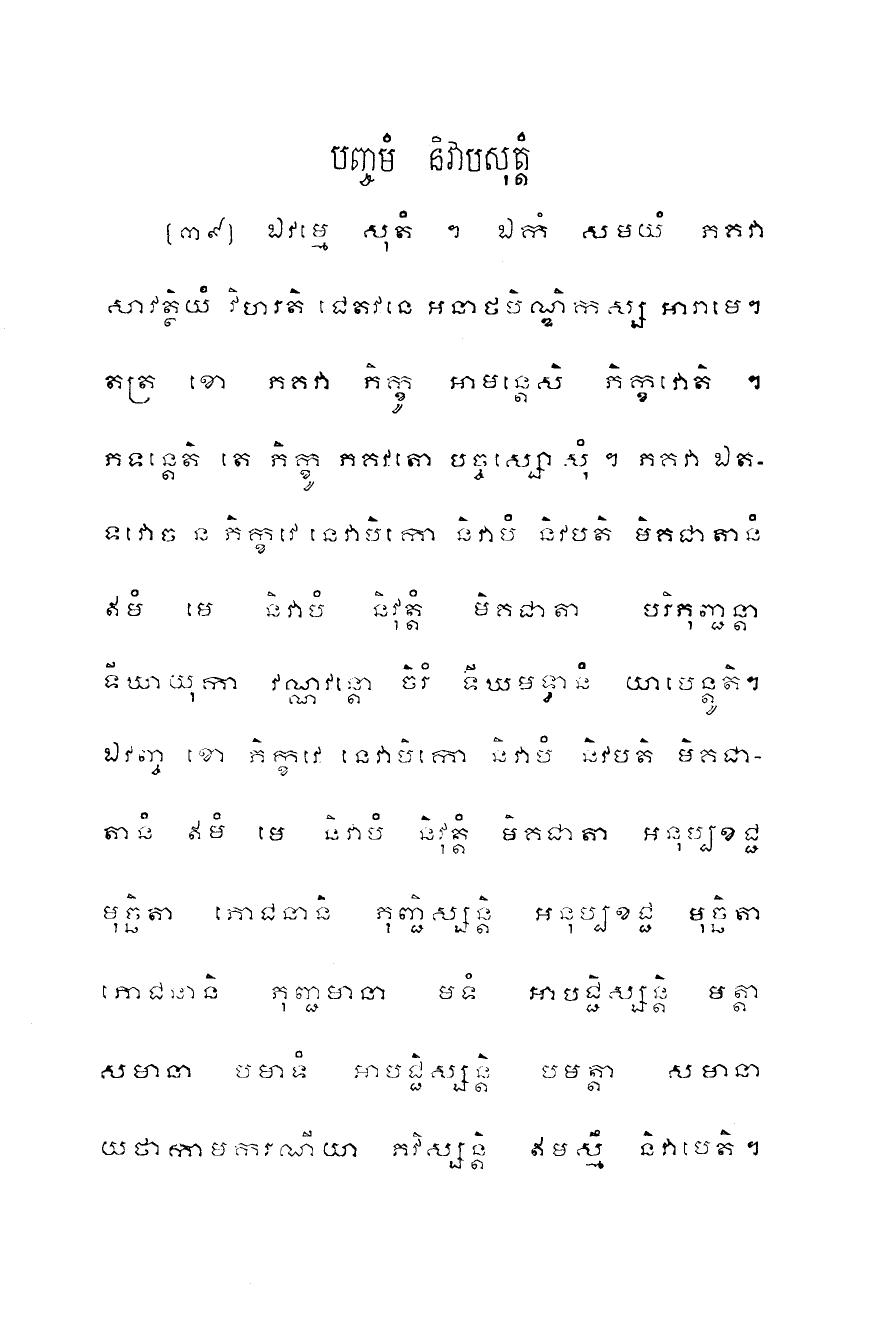 បញ្ចមំ និវាបសុត្តំ
[៣៩] ឯវម្មេ សុតំ ។ ឯកំ សមយំ ភគវា
សាវត្ថិយំ វិហរតិ ជេតវនេ អនាថបិណ្ឌិកស្ស អារាមេ។
តត្រ ខោ ភគវា ភិក្ខូ អាមន្តេសិ ភិក្ខវោតិ ។
ភទន្តេតិ តេ ភិក្ខូ ភគវតោ បច្ចស្សោសុំ ។ ភគវា ឯត-
ទវោច ន ភិក្ខវេ នេវាបិកោ និវាបំ និវបតិ មិគជាតានំ
ឥមំ មេ និវាបំ និវុត្តំ មិគជាតា បរិភុញ្ជន្តា
ទីឃាយុកា វណ្ណវន្តោ ចិរំ ទីឃមទ្ធានំ យាបេន្តូតិ។
ឯវញ្ច ខោ ភិក្ខវេ នេវាបិកោ និវាបំ និវបតិ មិគជា-
តានំ ឥមំ មេ និវាបំ និវុត្តំ មិគជាតា អនុប្បខជ្ជ
មុច្ឆិតា ភោជនានិ ភុញ្ជិស្សន្តិ អនុប្បខជ្ជ មុច្ឆិតា
ភោជនានិ ភុញ្ជមានា មទំ អាបជ្ជិស្សន្តិ មត្តា
សមានា បមាទំ អាបជ្ជិស្សន្តិ បមត្តា សមានា
យថាកាមករណីយា ភវិស្សន្តិ ឥមស្មឹ និវាបេតិ។